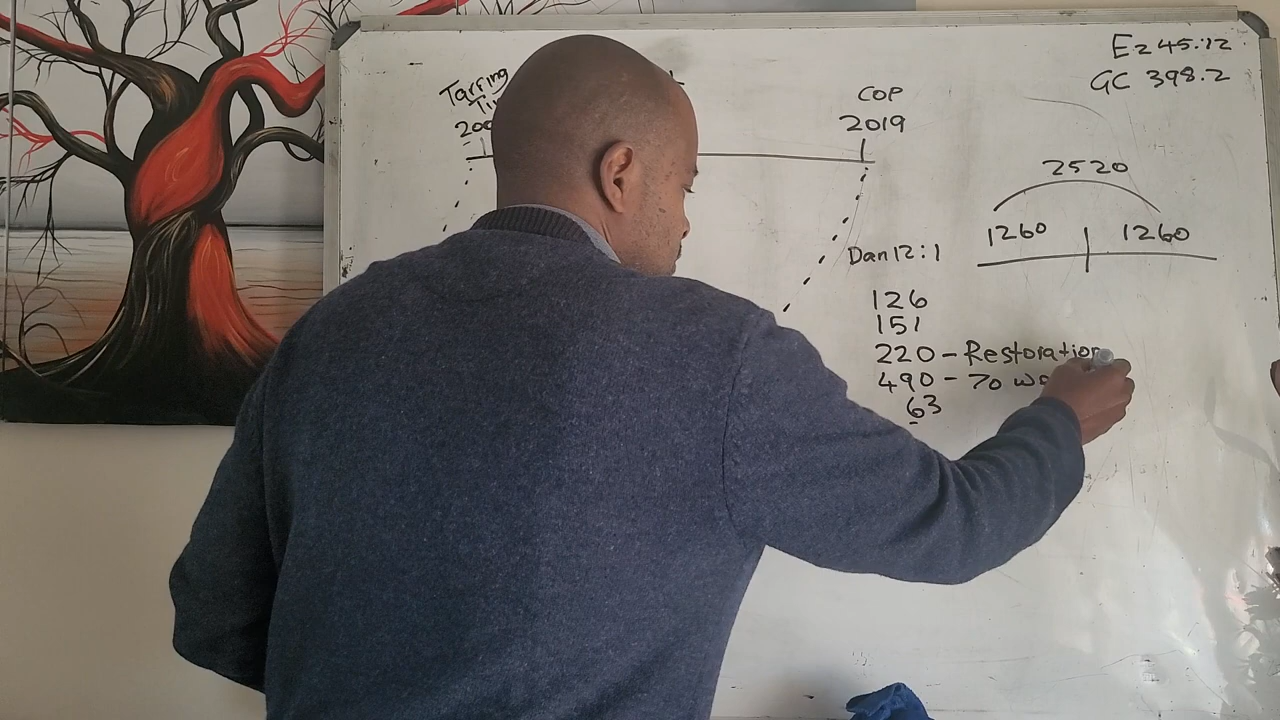 Ez 45:12
GC 398.2
Tarring
COP
2019
2520
1260 1260
Dan 12:1
126
151
220 - Restoration
490 - 70
63